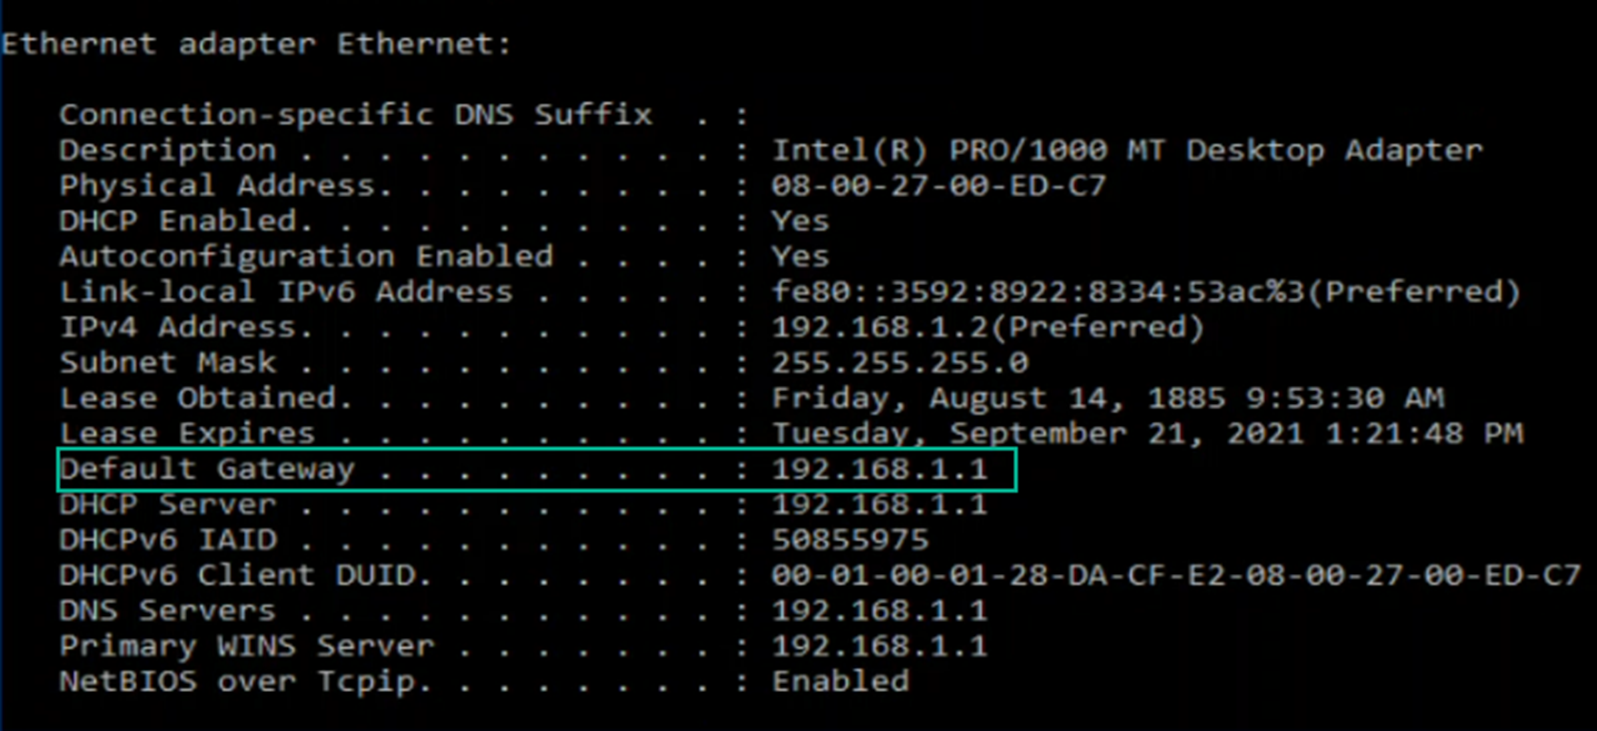 Ethernet adapter Ethernet:
Connection-specific DNS Suffix  . :
Description . . . . . . . . . . . : Intel(R) PRO/1000 MT Desktop Adapter
Physical Address. . . . . . . . . : 08-00-27-00-ED-C7
DHCP Enabled. . . . . . . . . . . : Yes
Autoconfiguration Enabled . . . . : Yes
Link-local IPv6 Address . . . . . : fe80::3592:8922:8334:53ac%3(Preferred)
IPv4 Address. . . . . . . . . . . : 192.168.1.2(Preferred)
Subnet Mask . . . . . . . . . . . : 255.255.255.0
Lease Obtained. . . . . . . . . . : Friday, August 14, 1885 9:53:30 AM
Lease Expires . . . . . . . . . . : Tuesday, September 21, 2021 1:21:48 PM
Default Gateway . . . . . . . . . : 192.168.1.1
DHCP Server . . . . . . . . . . . : 192.168.1.1
DHCPv6 IAID . . . . . . . . . . . : 50855975
DHCPv6 Client DUID. . . . . . . . : 00-01-00-01-28-DA-CF-E2-08-00-27-00-ED-C7
DNS Servers . . . . . . . . . . . : 192.168.1.1
Primary WINS Server . . . . . . . : 192.168.1.1
NetBIOS over Tcpip. . . . . . . . : Enabled